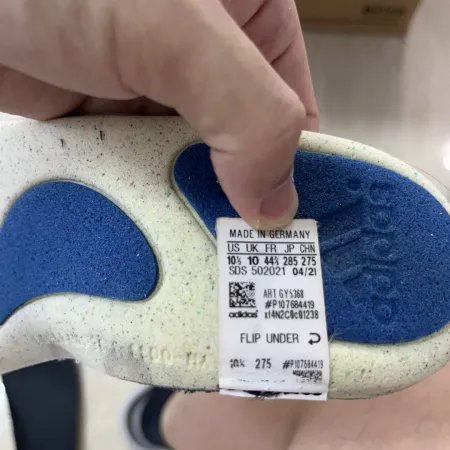 MADE IN GERMANY
US UK FR JP CHN
10½ 10 44⅔ 285 275
SDS 502021 04/21
ART GY5368
#P107684419
adidas
FLIP UNDER
10½ 275 #P107684419
adidas